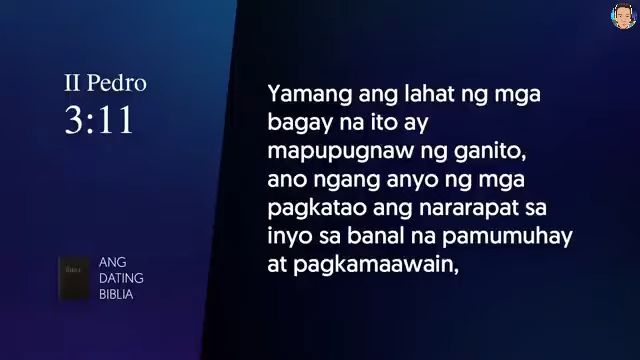 II Pedro
3:11
Yamang ang lahat ng mga
bagay na ito ay
mapupugnaw ng ganito,
ano ngang anyo ng mga
pagkatao ang nararapat sa
inyo sa banal na pamumuhay
at pagkamaawain,
ANG
DATING
BIBLIA